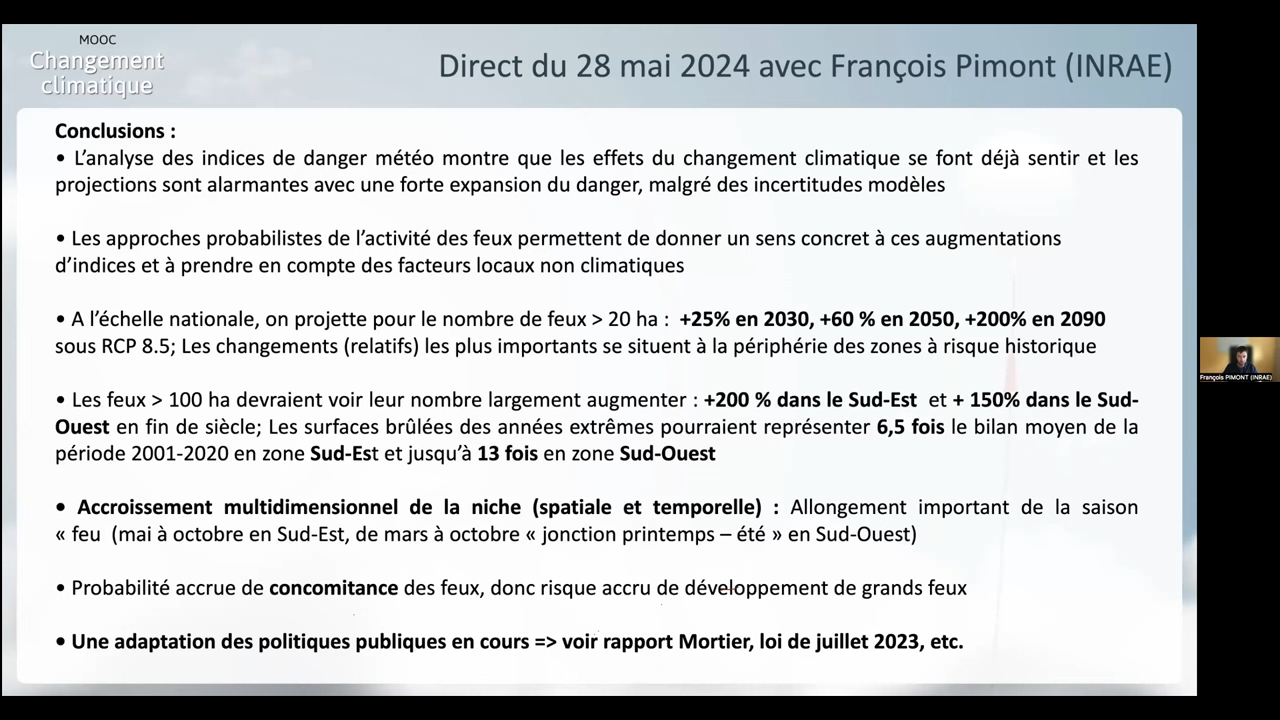 MOOC
Changement
climatique
Direct du 28 mai 2024 avec François Pimont (INRAE)
Conclusions :
• L’analyse des indices de danger météo montre que les effets du changement climatique se font déjà sentir et les
projections sont alarmantes avec une forte expansion du danger, malgré des incertitudes modèles
• Les approches probabilistes de l’activité des feux permettent de donner un sens concret à ces augmentations
d’indices et à prendre en compte des facteurs locaux non climatiques
• A l’échelle nationale, on projette pour le nombre de feux > 20 ha : +25% en 2030, +60 % en 2050, +200% en 2090
sous RCP 8.5; Les changements (relatifs) les plus importants se situent à la périphérie des zones à risque historique
• Les feux > 100 ha devraient voir leur nombre largement augmenter : +200 % dans le Sud-Est et + 150% dans le Sud-
Ouest en fin de siècle; Les surfaces brûlées des années extrêmes pourraient représenter 6,5 fois le bilan moyen de la
période 2001-2020 en zone Sud-Est et jusqu’à 13 fois en zone Sud-Ouest
• Accroissement multidimensionnel de la niche (spatiale et temporelle) : Allongement important de la saison
« feu (mai à octobre en Sud-Est, de mars à octobre « jonction printemps – été » en Sud-Ouest)
• Probabilité accrue de concomitance des feux, donc risque accru de développement de grands feux
• Une adaptation des politiques publiques en cours => voir rapport Mortier, loi de juillet 2023, etc.
François PIMONT (INRAE)